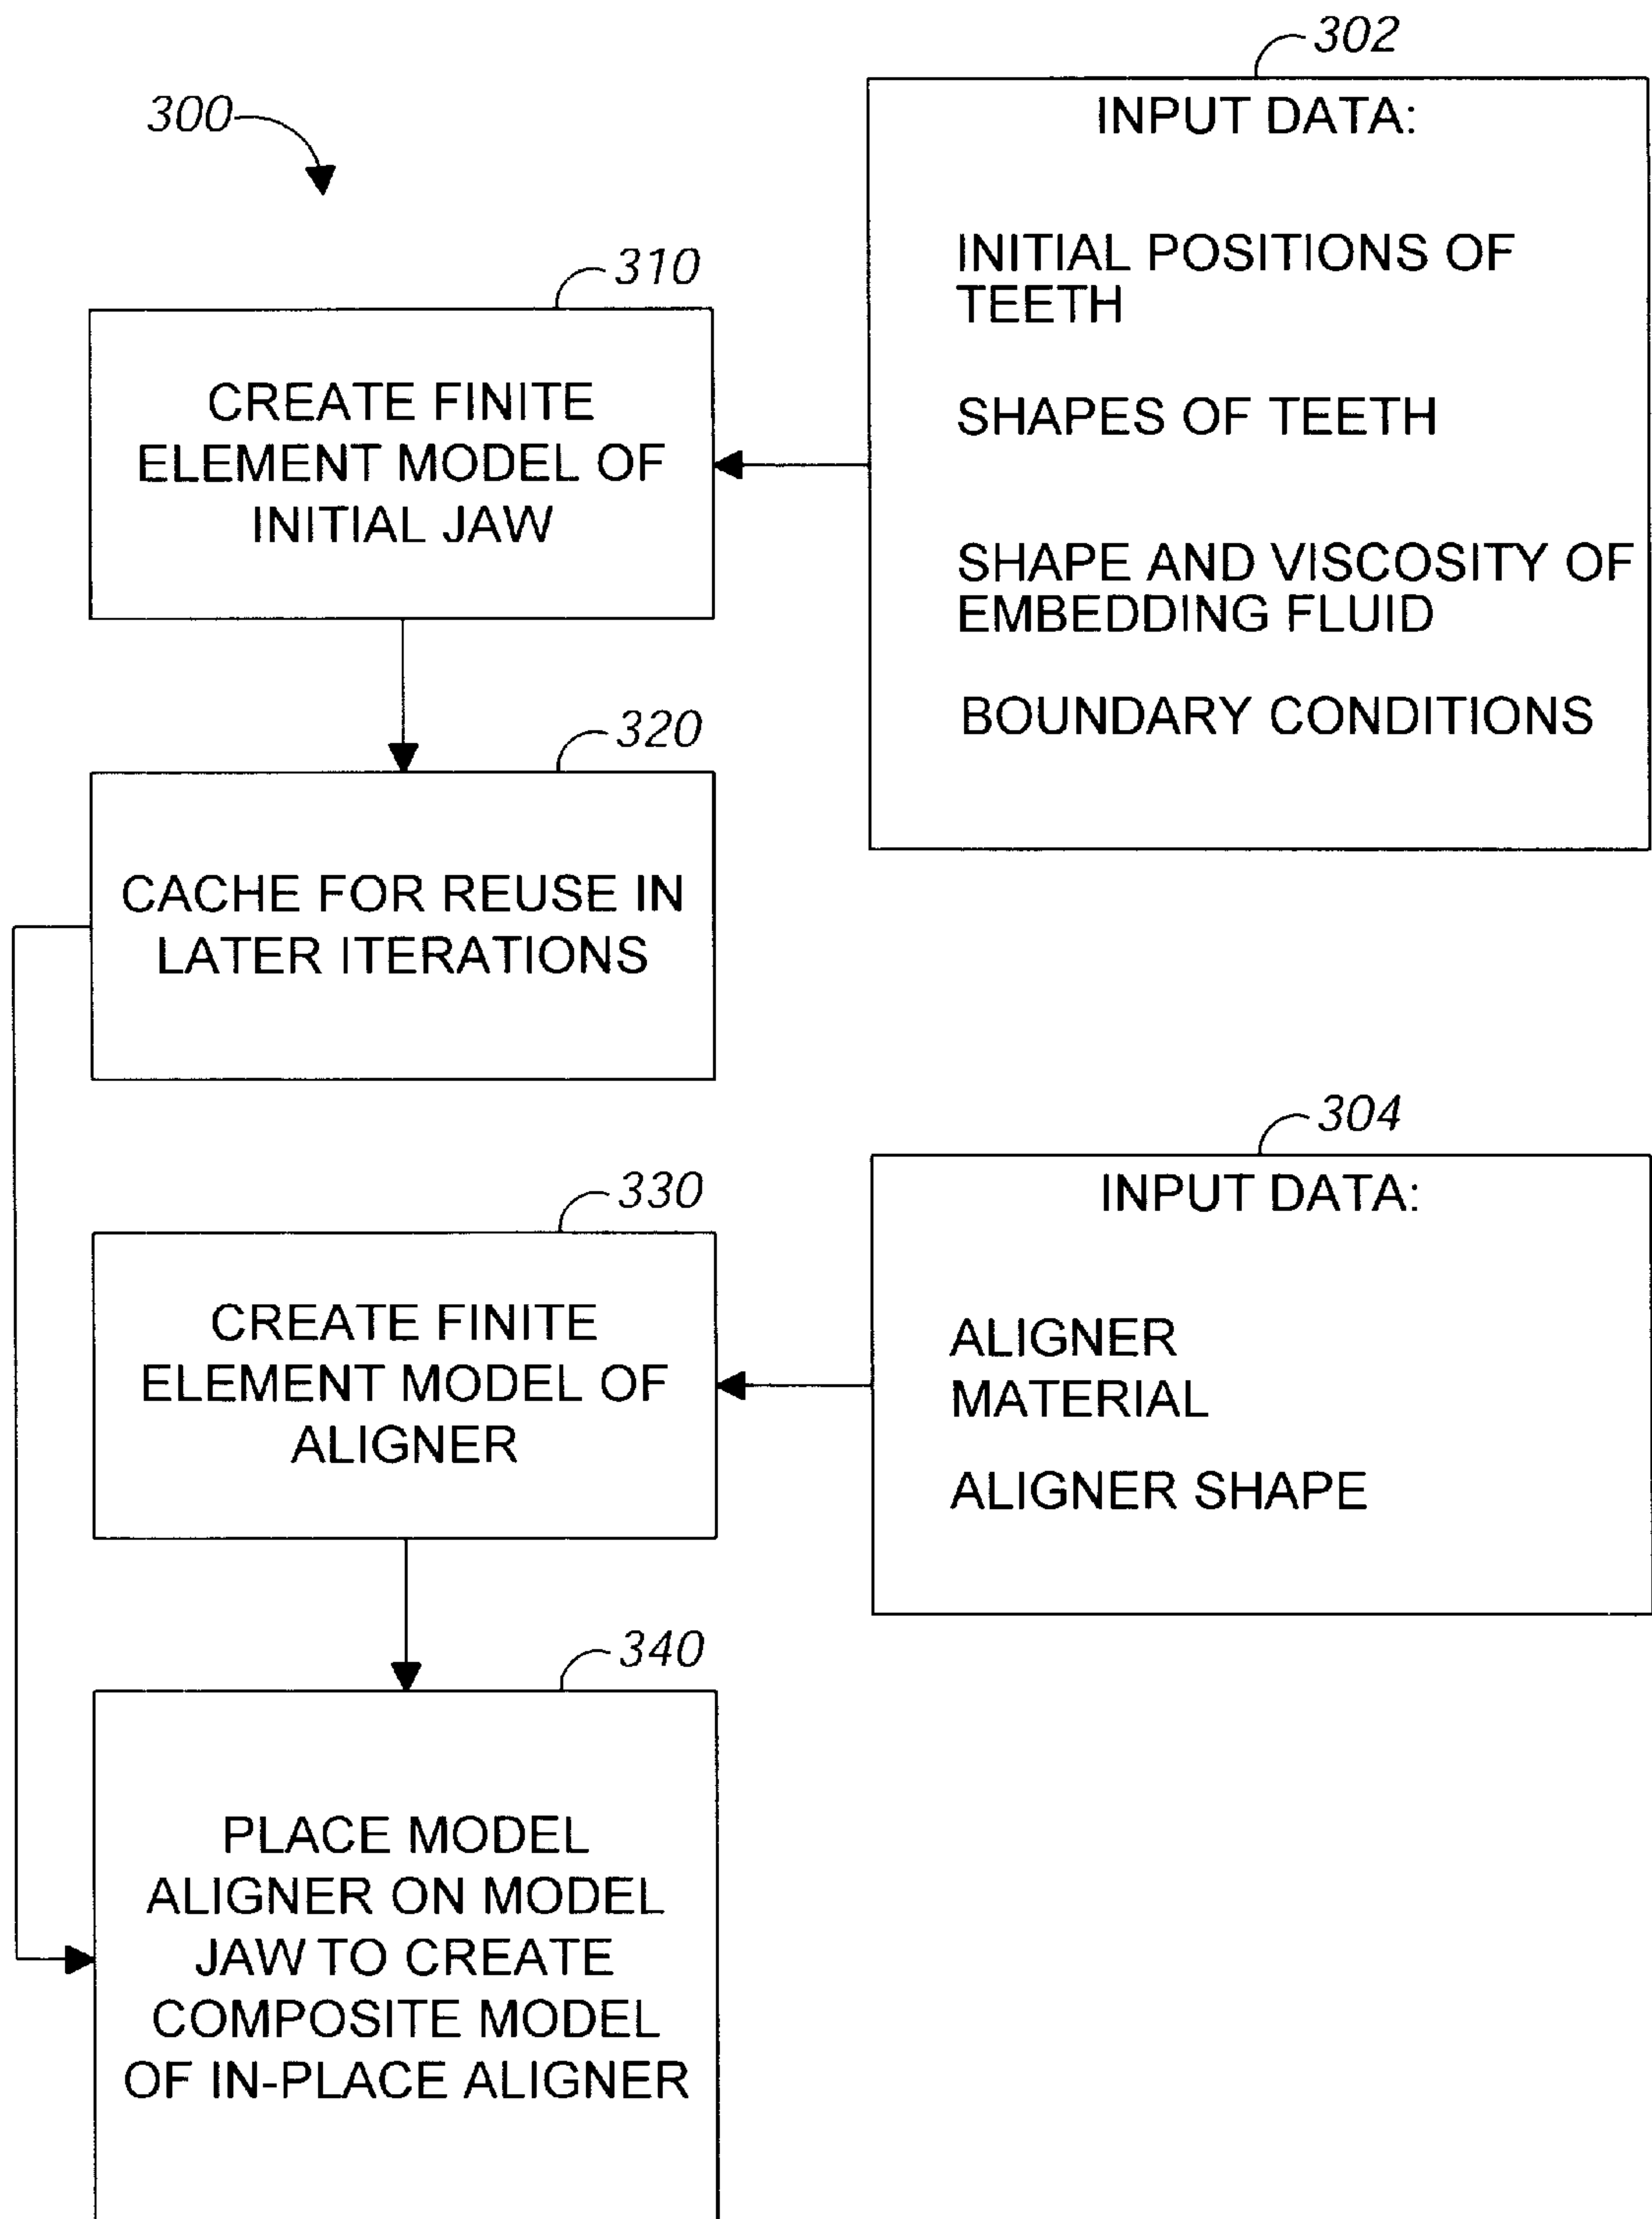 300
302
INPUT DATA:
INITIAL POSITIONS OF
TEETH
SHAPES OF TEETH
SHAPE AND VISCOSITY OF
EMBEDDING FLUID
BOUNDARY CONDITIONS
310
CREATE FINITE
ELEMENT MODEL OF
INITIAL JAW
320
CACHE FOR REUSE IN
LATER ITERATIONS
304
INPUT DATA:
ALIGNER
MATERIAL
ALIGNER SHAPE
330
CREATE FINITE
ELEMENT MODEL OF
ALIGNER
340
PLACE MODEL
ALIGNER ON MODEL
JAW TO CREATE
COMPOSITE MODEL
OF IN-PLACE ALIGNER